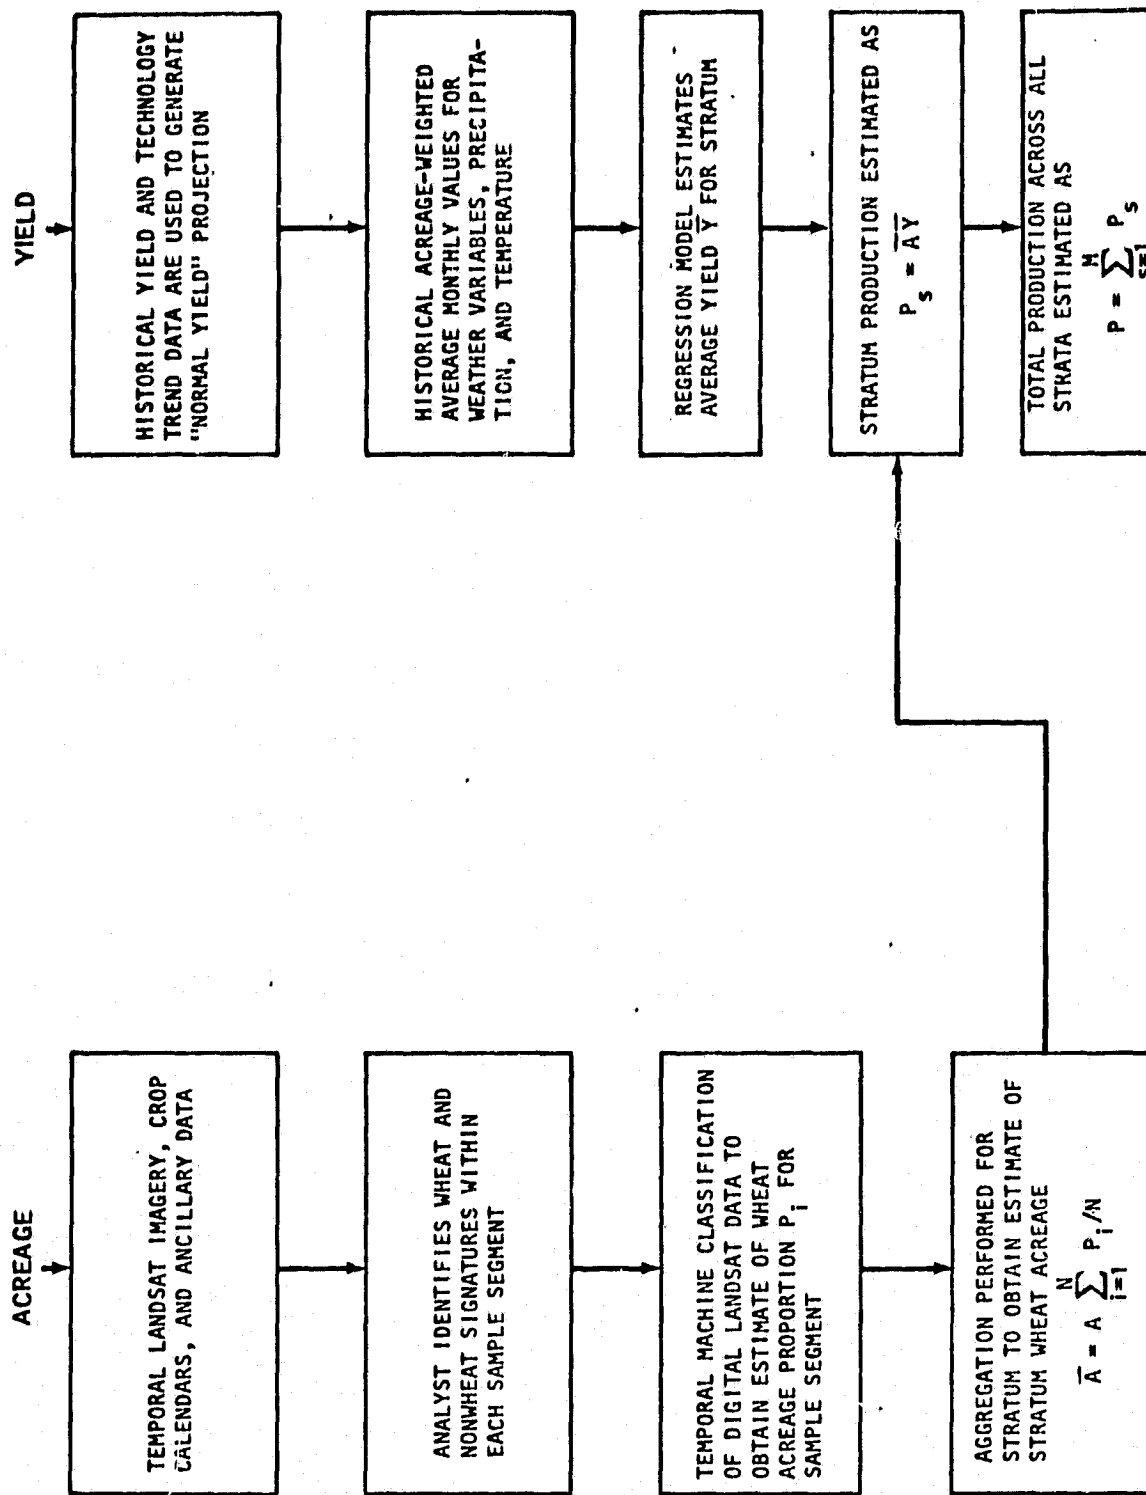 ACREAGE
TEMPORAL LANDSAT IMAGERY, CROP
CALENDARS, AND ANCILLARY DATA
ANALYST IDENTIFIES WHEAT AND
NONWHEAT SIGNATURES WITHIN
EACH SAMPLE SEGMENT
TEMPORAL MACHINE CLASSIFICATION
OF DIGITAL LANDSAT DATA TO
OBTAIN ESTIMATE OF WHEAT
ACREAGE PROPORTION P_i FOR
SAMPLE SEGMENT
AGGREGATION PERFORMED FOR
STRATUM TO OBTAIN ESTIMATE OF
STRATUM WHEAT ACREAGE
A̅ = A ∑_{i=1}^{N} P_i/N
YIELD
HISTORICAL YIELD AND TECHNOLOGY
TREND DATA ARE USED TO GENERATE
"NORMAL YIELD" PROJECTION
HISTORICAL ACREAGE-WEIGHTED
AVERAGE MONTHLY VALUES FOR
WEATHER VARIABLES, PRECIPITA-
TION, AND TEMPERATURE
REGRESSION MODEL ESTIMATES
AVERAGE YIELD Y̅ FOR STRATUM
STRATUM PRODUCTION ESTIMATED AS
P_s = A̅Y̅
TOTAL PRODUCTION ACROSS ALL
STRATA ESTIMATED AS
P = ∑_{s=1}^{M} P_s